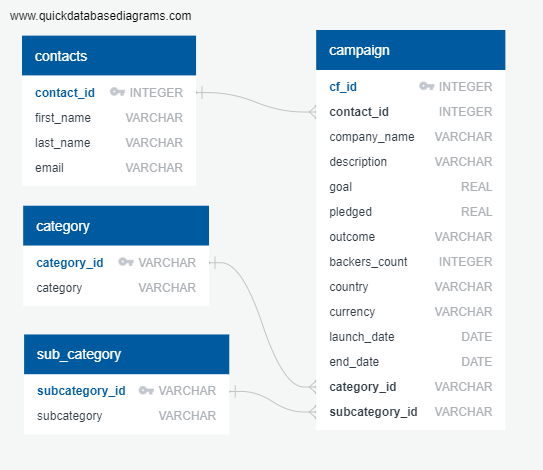 www.quickdatabasediagrams.com
contacts
contact_id INTEGER
first_name VARCHAR
last_name VARCHAR
email VARCHAR
category
category_id VARCHAR
category VARCHAR
sub_category
subcategory_id VARCHAR
subcategory VARCHAR
campaign
cf_id INTEGER
contact_id INTEGER
company_name VARCHAR
description VARCHAR
goal REAL
pledged REAL
outcome VARCHAR
backers_count INTEGER
country VARCHAR
currency VARCHAR
launch_date DATE
end_date DATE
category_id VARCHAR
subcategory_id VARCHAR